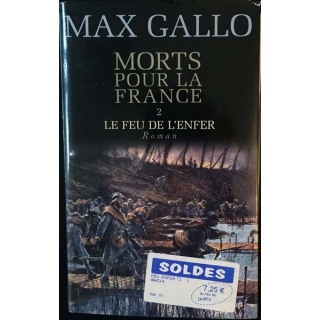 MAX GALLO
MORTS
POUR LA
FRANCE
2
LE FEU DE L'ENFER
Roman
SOLDES
7.25 €